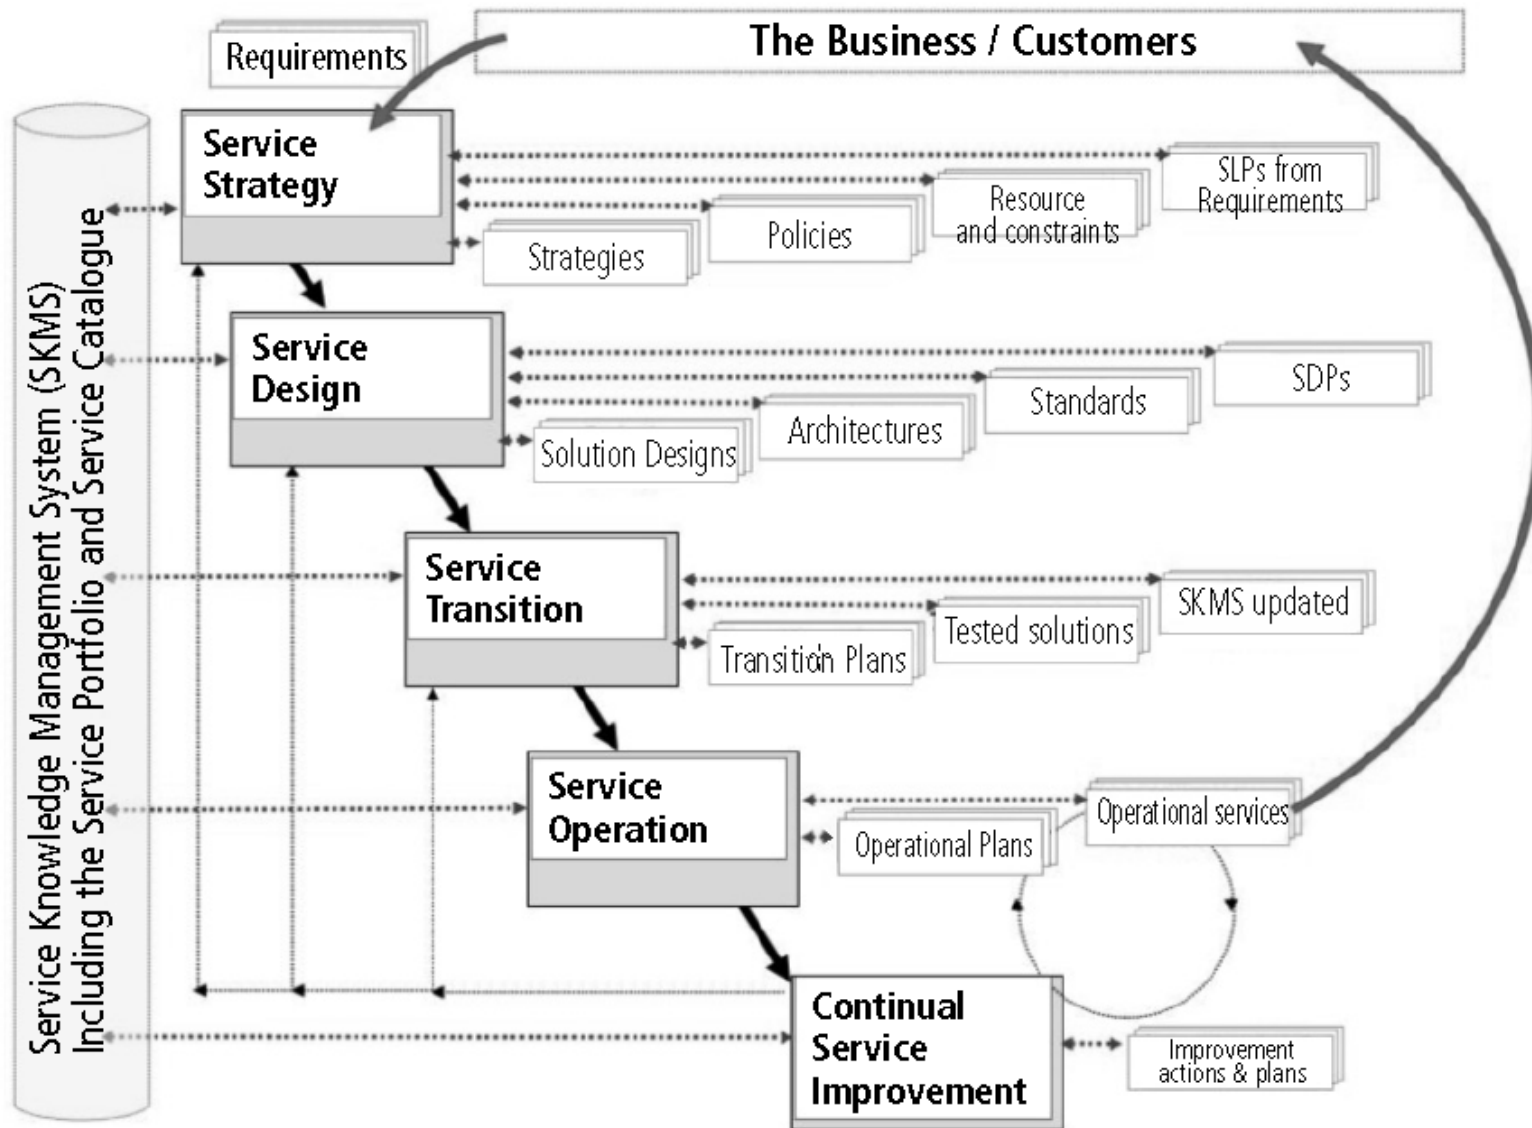 The Business / Customers
Requirements
Service
Strategy
SLPs from
Requirements
Resource
and constraints
Policies
Strategies
Service
Design
SDPs
Standards
Architectures
Solution Designs
Service
Transition
SKMS updated
Tested solutions
Transition Plans
Service
Operation
Operational services
Operational Plans
Continual
Service
Improvement
Improvement
actions & plans
Service Knowledge Management System (SKMS)
Including the Service Portfolio and Service Catalogue